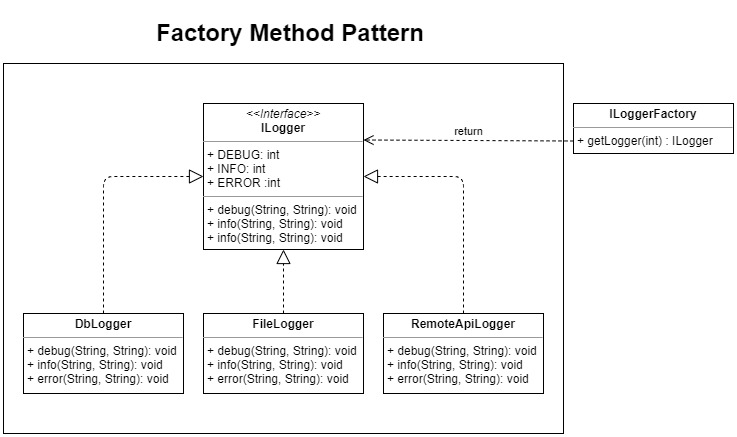 Factory Method Pattern
<<Interface>>
ILogger
+ DEBUG: int
+ INFO: int
+ ERROR :int
+ debug(String, String): void
+ info(String, String): void
+ info(String, String): void
return
ILoggerFactory
+ getLogger(int) : ILogger
DbLogger
+ debug(String, String): void
+ info(String, String): void
+ error(String, String): void
FileLogger
+ debug(String, String): void
+ info(String, String): void
+ error(String, String): void
RemoteApiLogger
+ debug(String, String): void
+ info(String, String): void
+ error(String, String): void